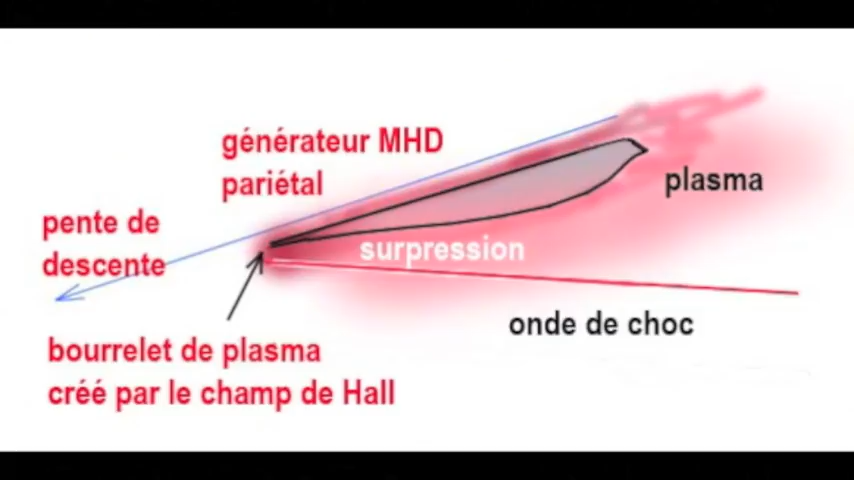 générateur MHD
pariétal
plasma
pente de
descente
surpression
onde de choc
bourrelet de plasma
créé par le champ de Hall